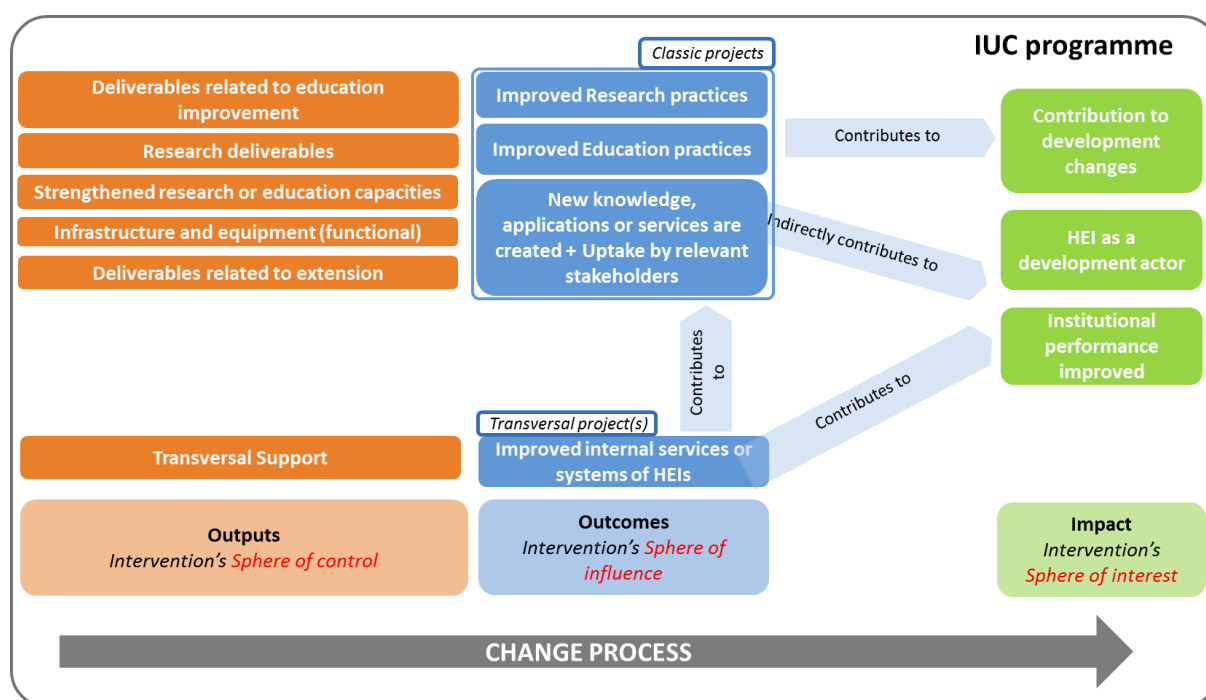 IUC programme
Classic projects
Deliverables related to education
improvement
Research deliverables
Strengthened research or education capacities
Infrastructure and equipment (functional)
Deliverables related to extension
Improved Research practices
Improved Education practices
New knowledge,
applications or services are
created + Uptake by relevant
stakeholders
Contributes to
Indirectly contributes to
Contribution to
development
changes
HEI as a
development actor
Institutional
performance
improved
Contributes
to
Contributes to
Transversal project(s)
Transversal Support
Improved internal services or
systems of HEIs
Outputs
Intervention's Sphere of control
Outcomes
Intervention's Sphere of
influence
Impact
Intervention's
Sphere of interest
CHANGE PROCESS